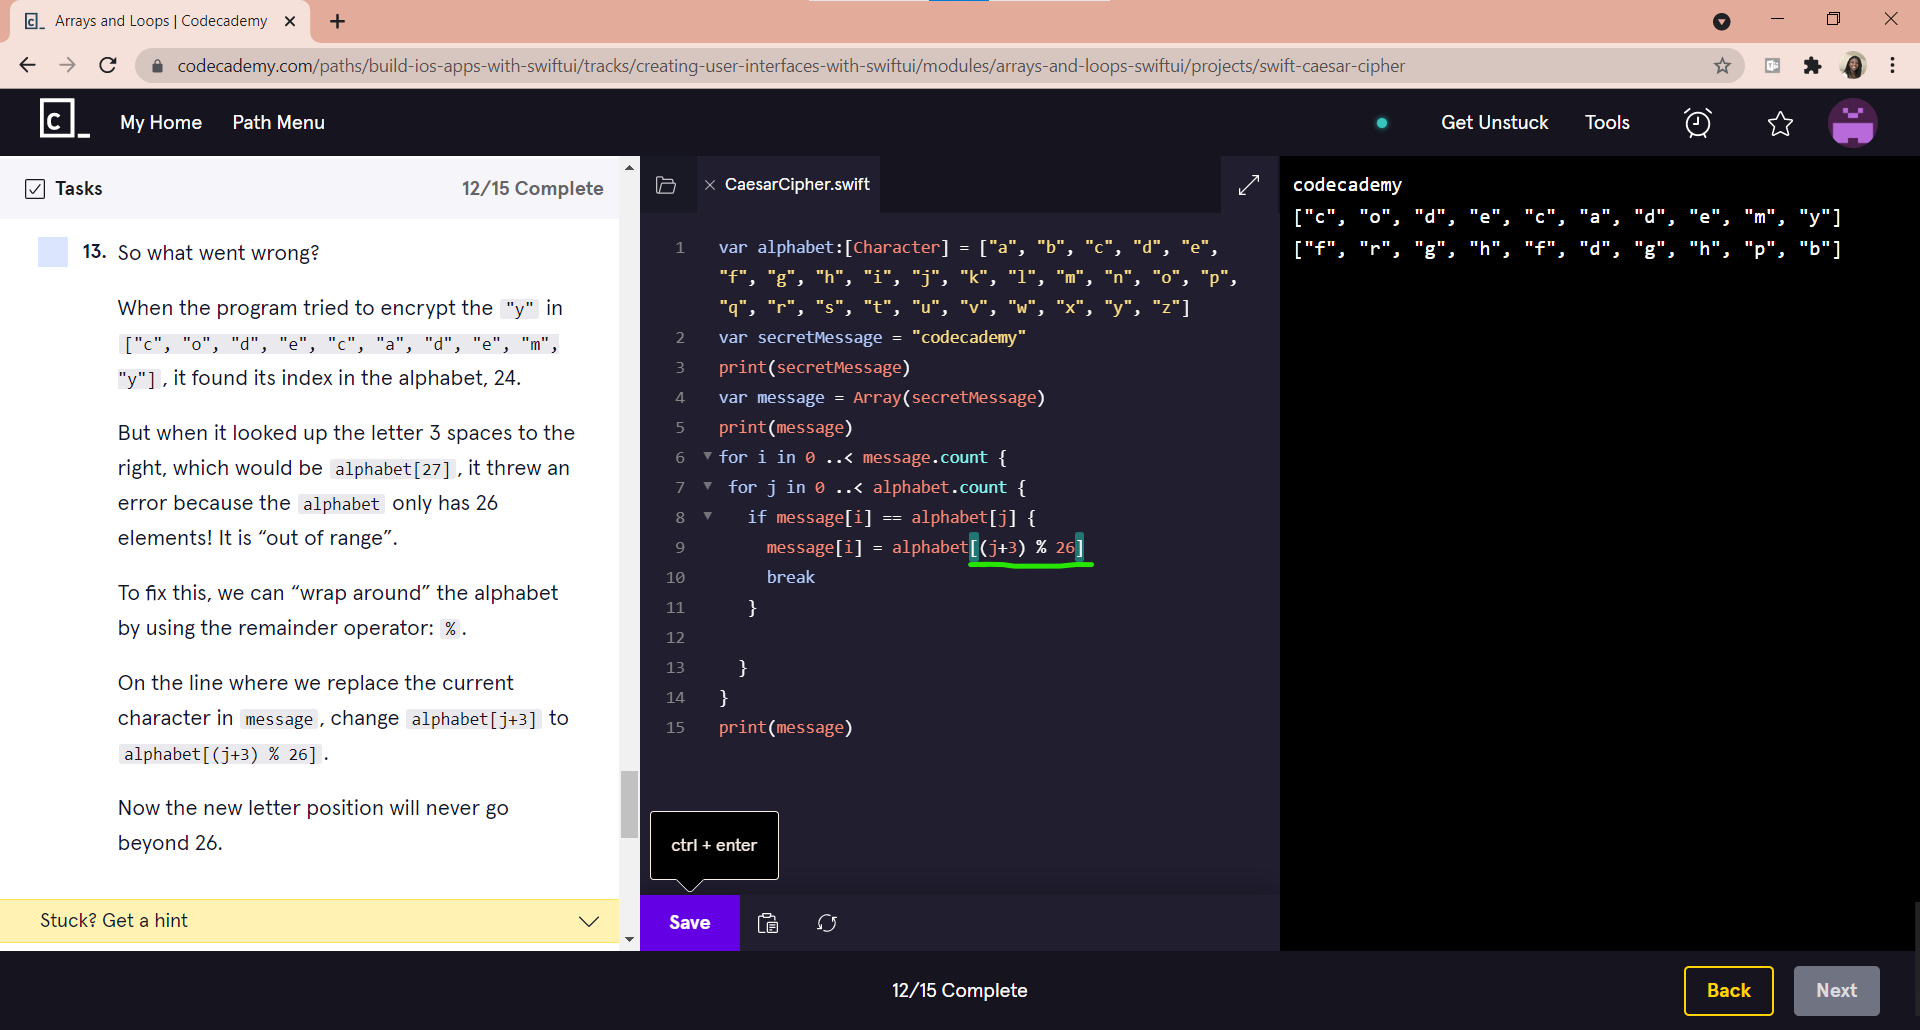 Arrays and Loops | Codecademy
codecademy.com/paths/build-ios-apps-with-swiftui/tracks/creating-user-interfaces-with-swiftui/modules/arrays-and-loops-swiftui/projects/swift-caesar-cipher
My Home Path Menu Get Unstuck Tools
Tasks 12/15 Complete
13. So what went wrong?
When the program tried to encrypt the "y" in
["c", "o", "d", "e", "c", "a", "d", "e", "m",
"y"], it found its index in the alphabet, 24.
But when it looked up the letter 3 spaces to the
right, which would be alphabet[27], it threw an
error because the alphabet only has 26
elements! It is “out of range”.
To fix this, we can “wrap around” the alphabet
by using the remainder operator: %.
On the line where we replace the current
character in message, change alphabet[j+3] to
alphabet[(j+3) % 26].
Now the new letter position will never go
beyond 26.
Stuck? Get a hint
CaesarCipher.swift
1 var alphabet:[Character] = ["a", "b", "c", "d", "e",
"f", "g", "h", "i", "j", "k", "l", "m", "n", "o", "p",
"q", "r", "s", "t", "u", "v", "w", "x", "y", "z"]
2 var secretMessage = "codecademy"
3 print(secretMessage)
4 var message = Array(secretMessage)
5 print(message)
6 for i in 0 ..< message.count {
7 for j in 0 ..< alphabet.count {
8 if message[i] == alphabet[j] {
9 message[i] = alphabet[(j+3) % 26]
10 break
11 }
12
13 }
14 }
15 print(message)
ctrl + enter
Save
codecademy
["c", "o", "d", "e", "c", "a", "d", "e", "m", "y"]
["f", "r", "g", "h", "f", "d", "g", "h", "p", "b"]
12/15 Complete
Back Next